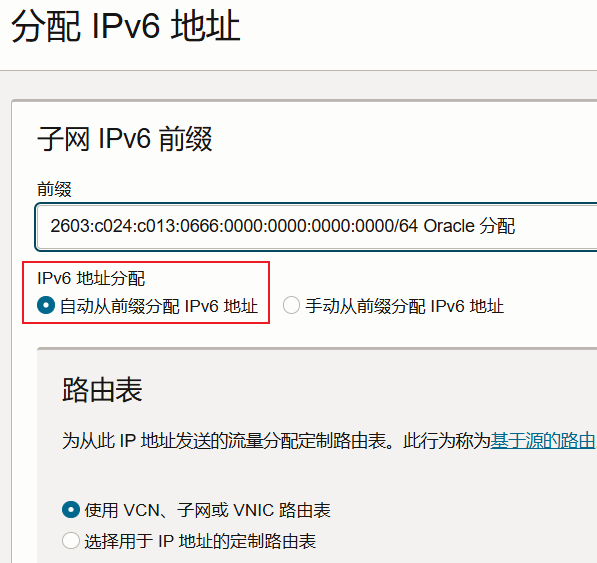 分配 IPv6 地址
子网 IPv6 前缀
前缀
2603:c024:c013:0666:0000:0000:0000:0000/64 Oracle 分配
IPv6 地址分配
自动从前缀分配 IPv6 地址 手动从前缀分配 IPv6 地址
路由表
为从此 IP 地址发送的流量分配定制路由表。此行为称为基于源的路由
使用 VCN、子网或 VNIC 路由表
选择用于 IP 地址的定制路由表